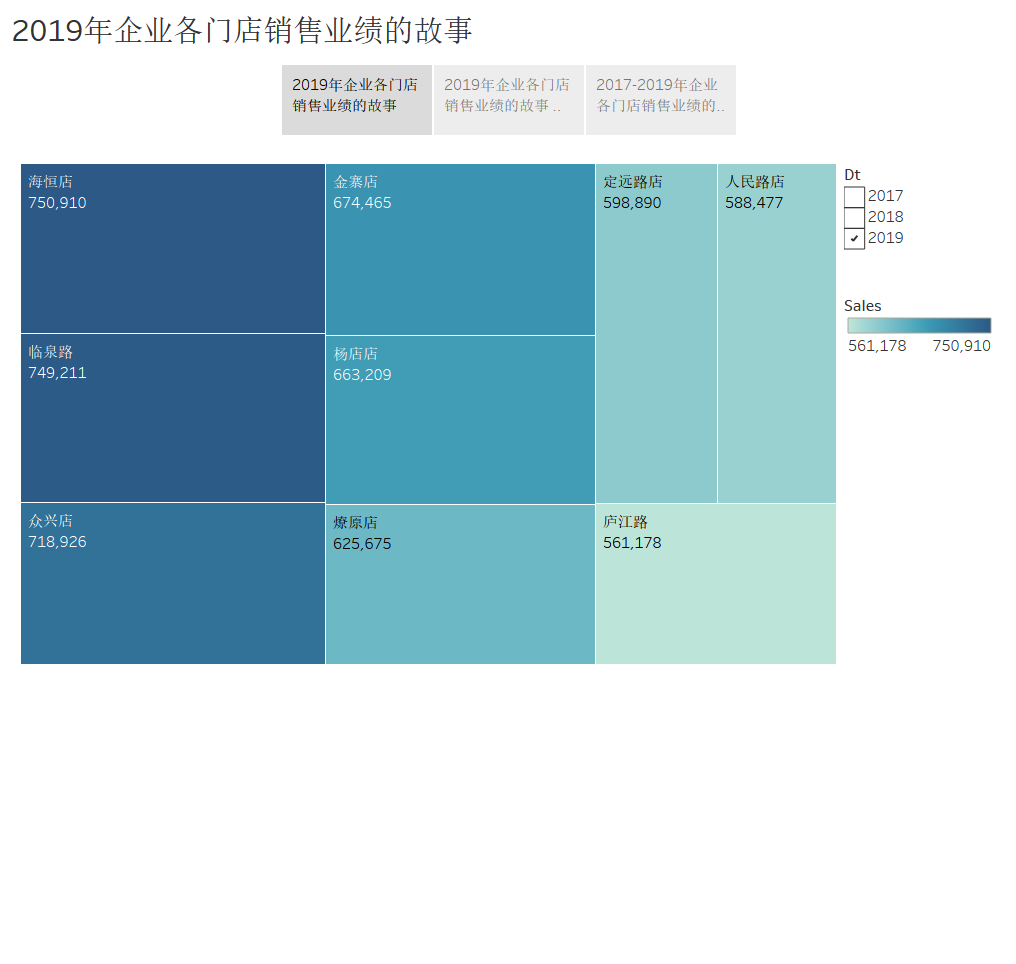 2019年企业各门店销售业绩的故事
2019年企业各门店
销售业绩的故事
2019年企业各门店
销售业绩的故事 ..
2017-2019年企业
各门店销售业绩的..
海恒店
750,910
临泉路
749,211
众兴店
718,926
金寨店
674,465
杨店店
663,209
燎原店
625,675
定远路店
598,890
人民路店
588,477
庐江路
561,178
Dt
2017
2018
2019
Sales
561,178 750,910